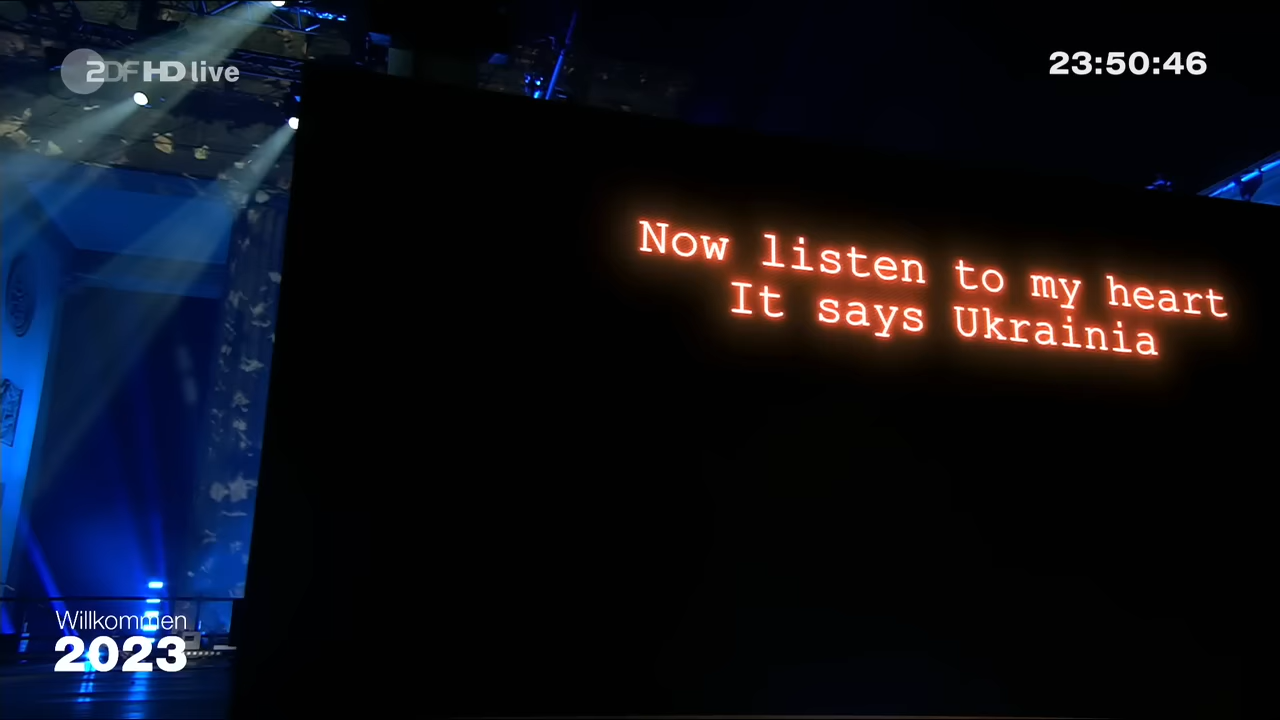 ZDF HD live
23:50:46
Now listen to my heart
It says Ukrainia
Willkommen
2023